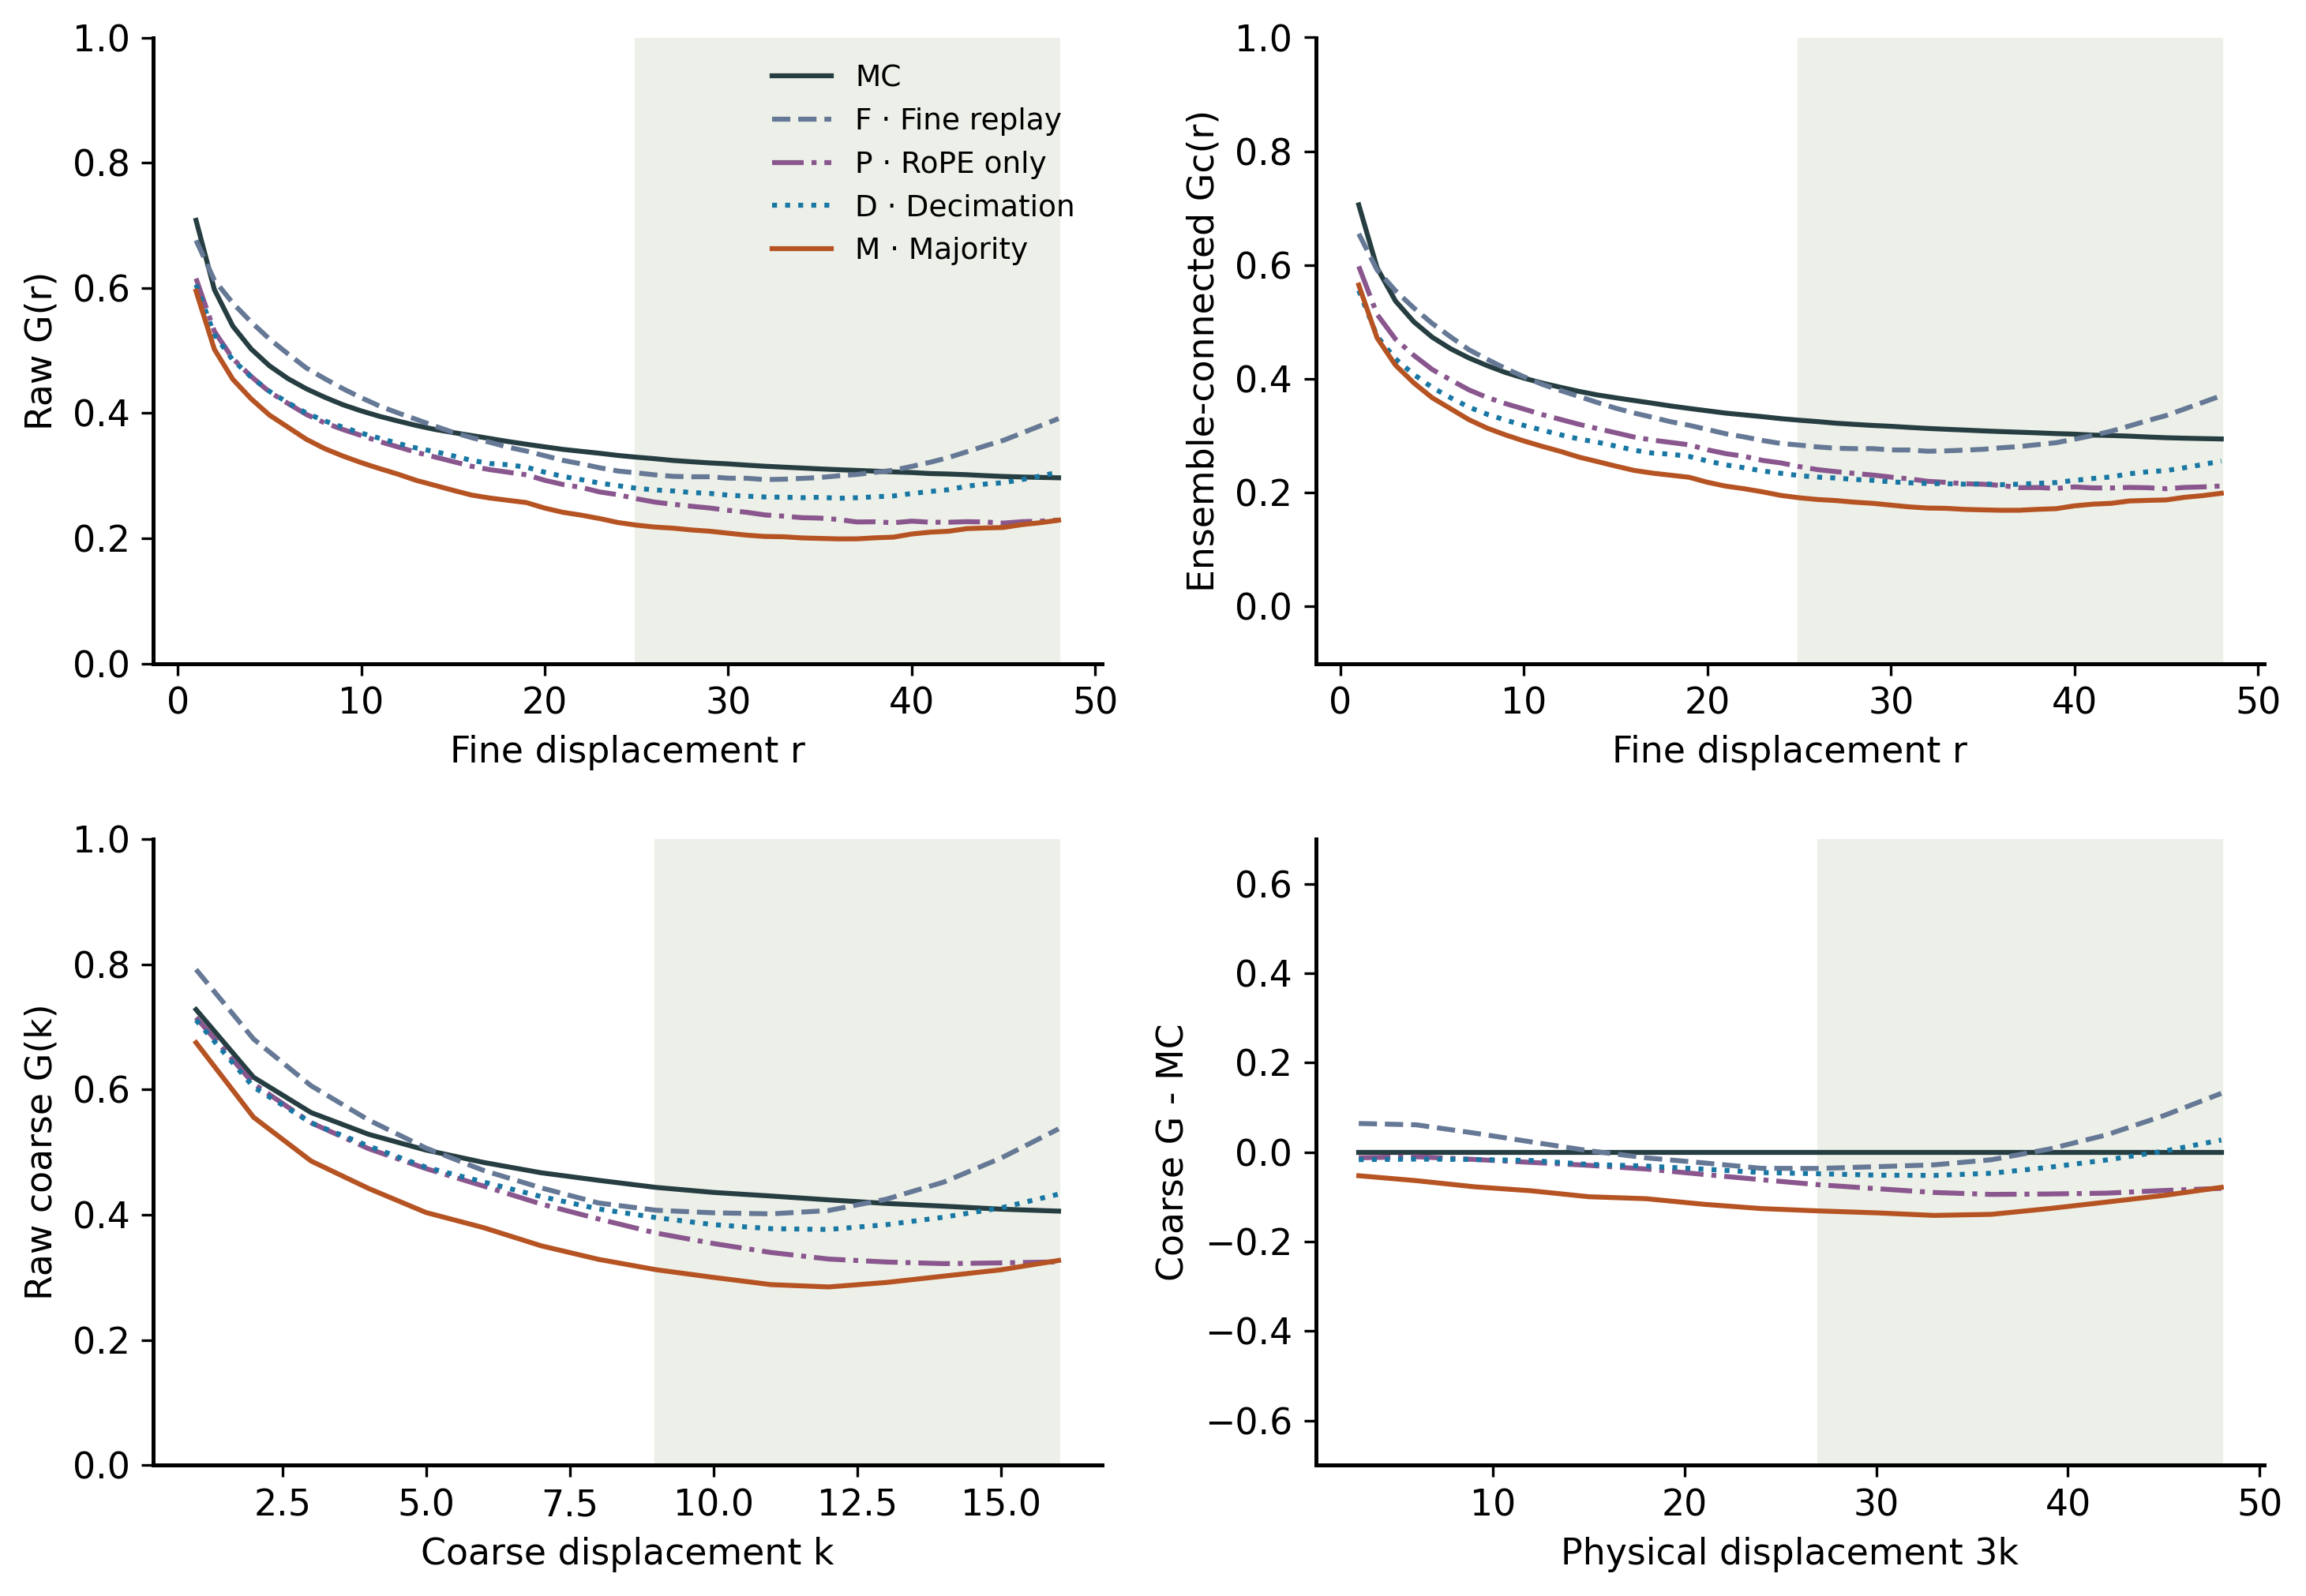 1.0
0.8
0.6
0.4
0.2
0.0
Raw G(r)
MC
F · Fine replay
P · RoPE only
D · Decimation
M · Majority
0 10 20 30 40 50
Fine displacement r
1.0
0.8
0.6
0.4
0.2
0.0
Ensemble-connected Gc(r)
0 10 20 30 40 50
Fine displacement r
1.0
0.8
0.6
0.4
0.2
0.0
Raw coarse G(k)
2.5 5.0 7.5 10.0 12.5 15.0
Coarse displacement k
0.6
0.4
0.2
0.0
−0.2
−0.4
−0.6
Coarse G - MC
10 20 30 40 50
Physical displacement 3k